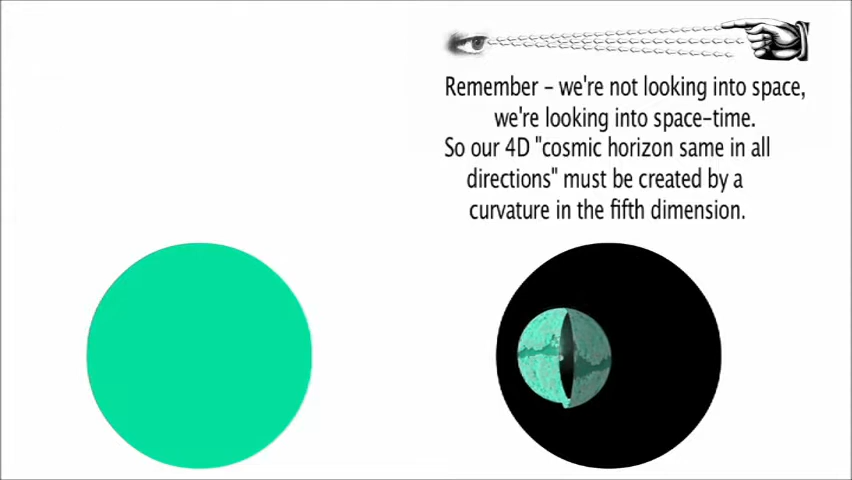 Remember - we're not looking into space,
we're looking into space-time.
So our 4D "cosmic horizon same in all
directions" must be created by a
curvature in the fifth dimension.